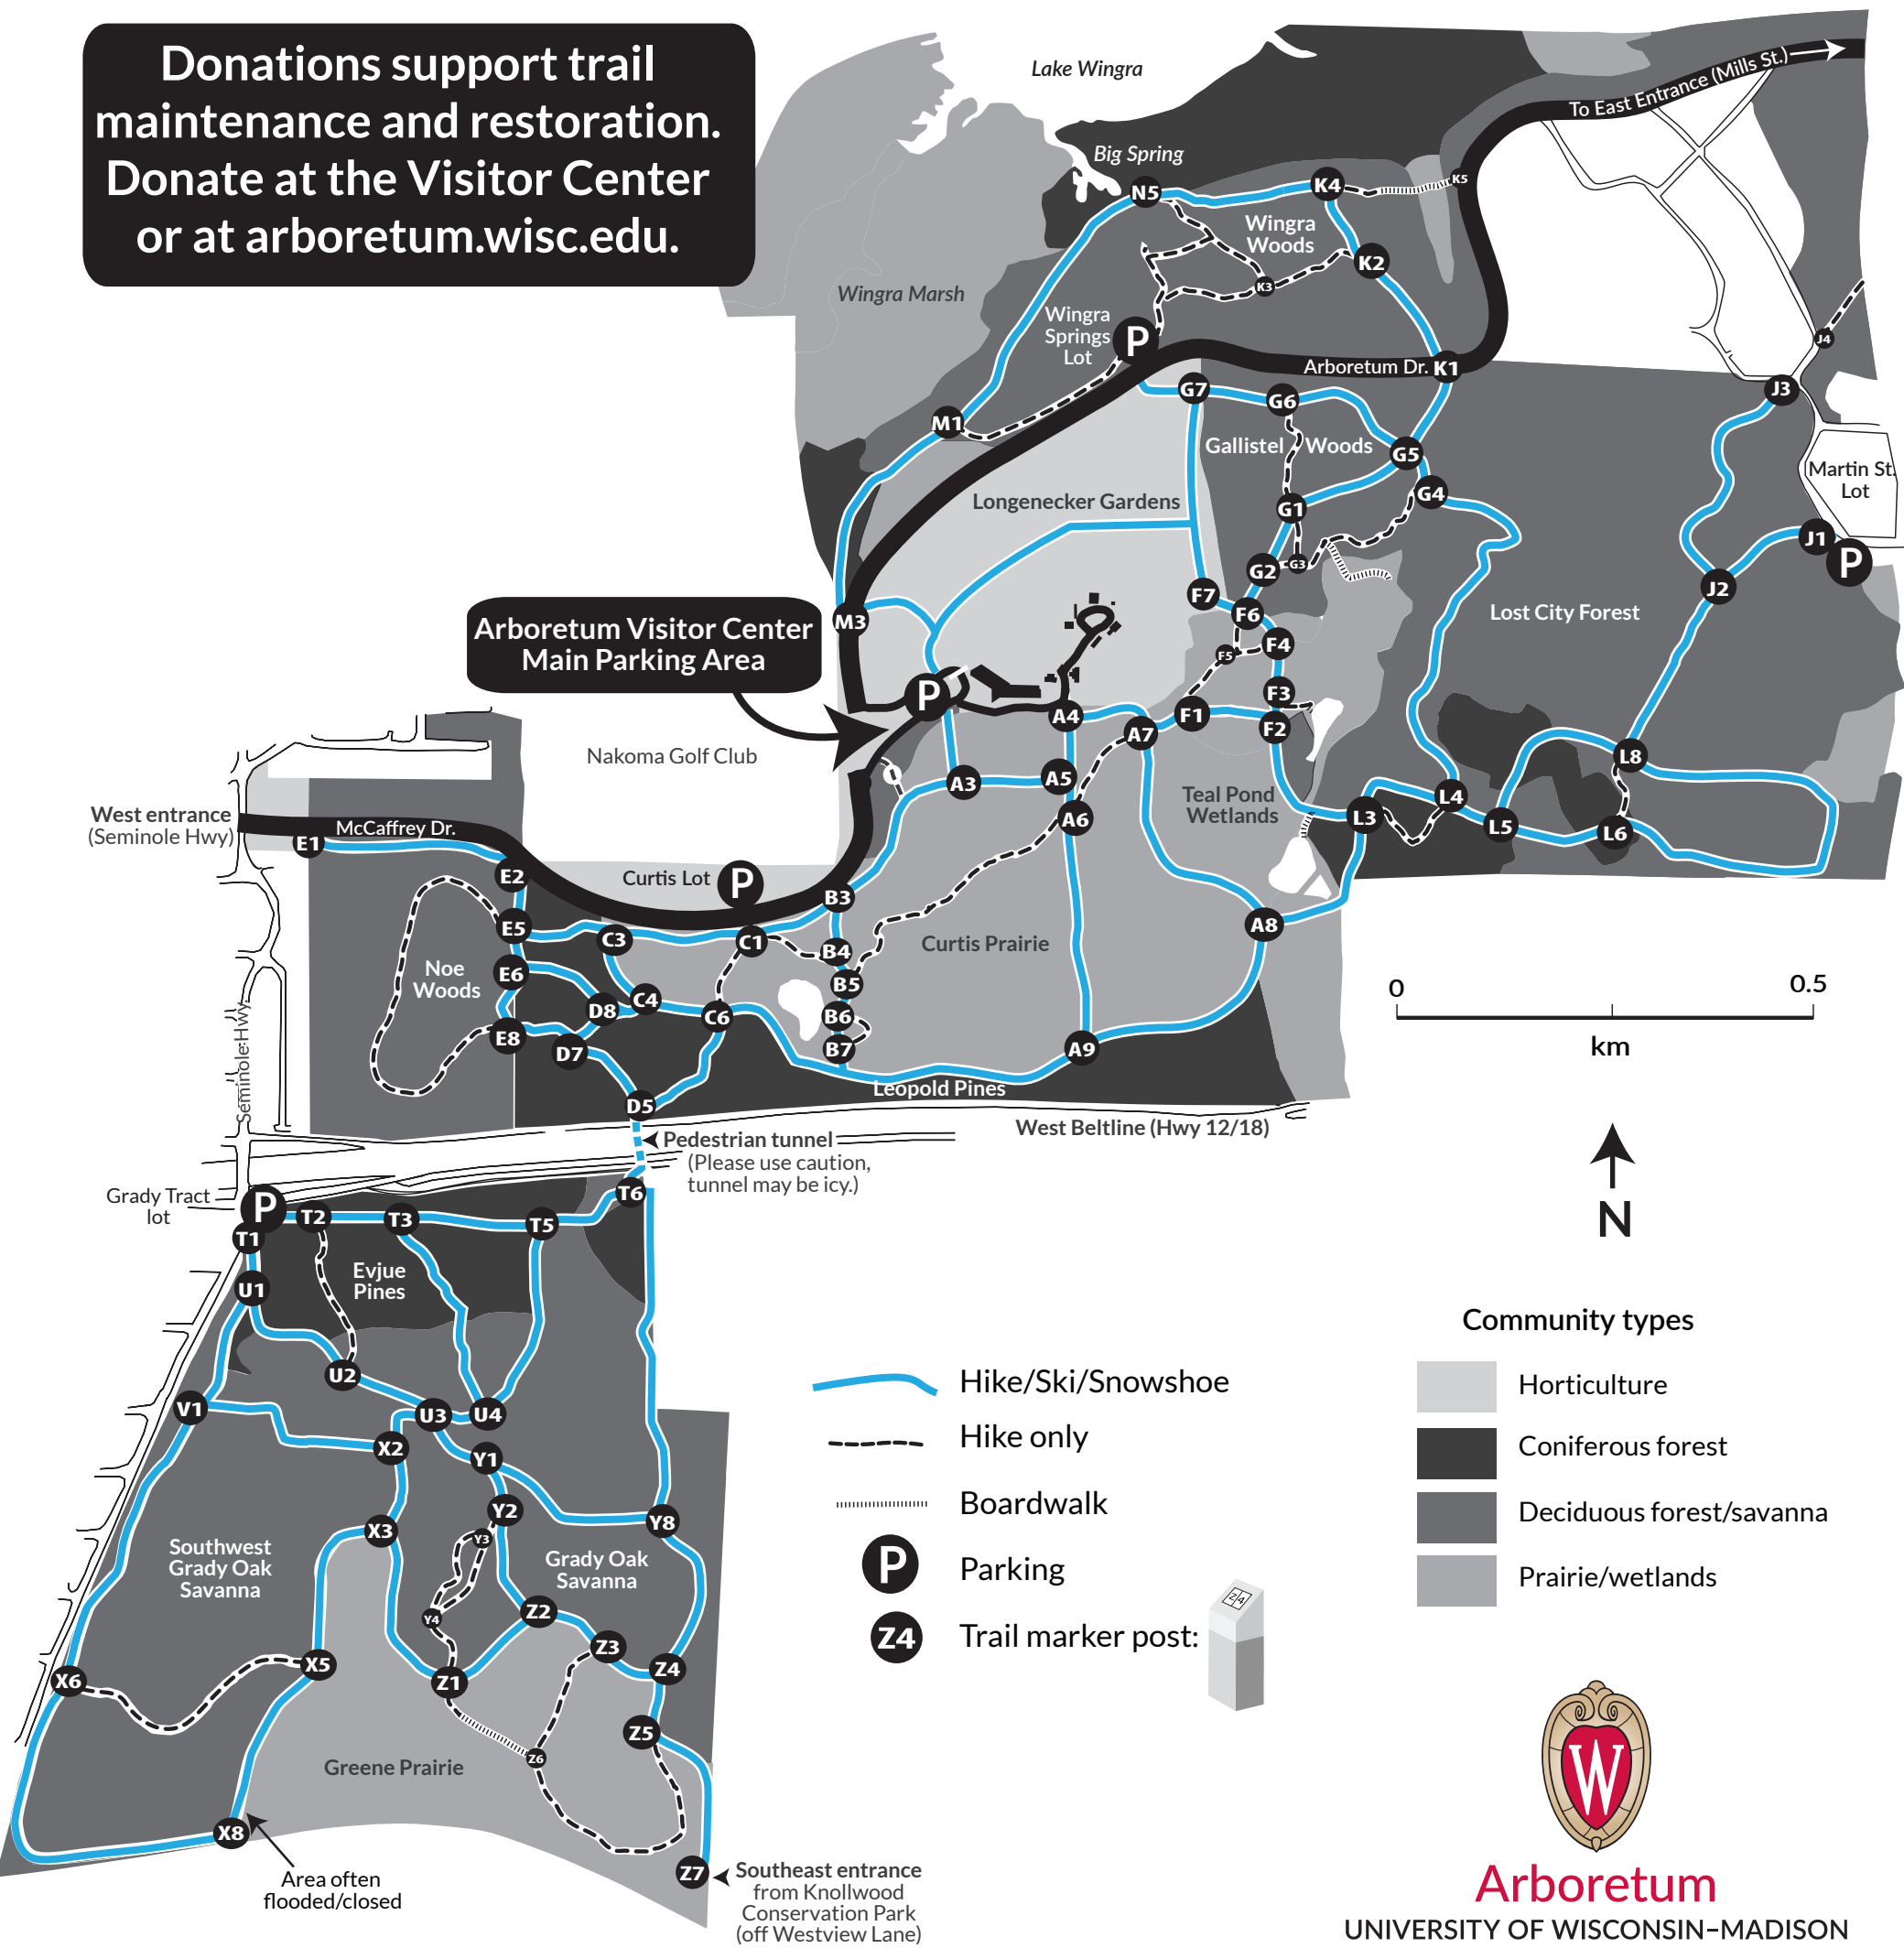 Donations support trail
maintenance and restoration.
Donate at the Visitor Center
or at arboretum.wisc.edu.
Lake Wingra
To East Entrance (Mills St.)
Big Spring
K5
N5
K4
Wingra
Woods
K2
K3
Wingra Marsh
Wingra
Springs
Lot
P
J4
Arboretum Dr.
K1
G7
G6
J3
M1
Gallistel
Woods
G5
Martin St.
Lot
G4
Longenecker Gardens
G1
J1
P
G2
G3
J2
F7
F6
Lost City Forest
M3
Arboretum Visitor Center
Main Parking Area
F4
F5
P
F3
A4
F1
F2
A7
Nakoma Golf Club
L8
A3
A5
Teal Pond
Wetlands
L4
West entrance
(Seminole Hwy)
McCaffrey Dr.
E1
A6
L3
L5
L6
E2
Curtis Lot
P
B3
E5
C3
C1
B4
Curtis Prairie
A8
Noe
Woods
E6
B5
0
0.5
km
D8
C4
C6
B6
E8
D7
B7
A9
Seminole Hwy
Leopold Pines
D5
West Beltline (Hwy 12/18)
Pedestrian tunnel
(Please use caution,
tunnel may be icy.)
N
Grady Tract
lot
P
T6
T1
T2
T3
T5
Evjue
Pines
U1
U2
V1
U3
U4
X2
Y1
Y2
Y8
X3
Y3
Southwest
Grady Oak
Savanna
Grady Oak
Savanna
Y4
Z2
Z3
X5
Z4
X6
Z1
Z5
Z6
Greene Prairie
X8
Area often
flooded/closed
Z7
Southeast entrance
from Knollwood
Conservation Park
(off Westview Lane)
Hike/Ski/Snowshoe
Hike only
Boardwalk
P
Parking
Z4
Trail marker post:
Z4
Community types
Horticulture
Coniferous forest
Deciduous forest/savanna
Prairie/wetlands
W
Arboretum
UNIVERSITY OF WISCONSIN–MADISON